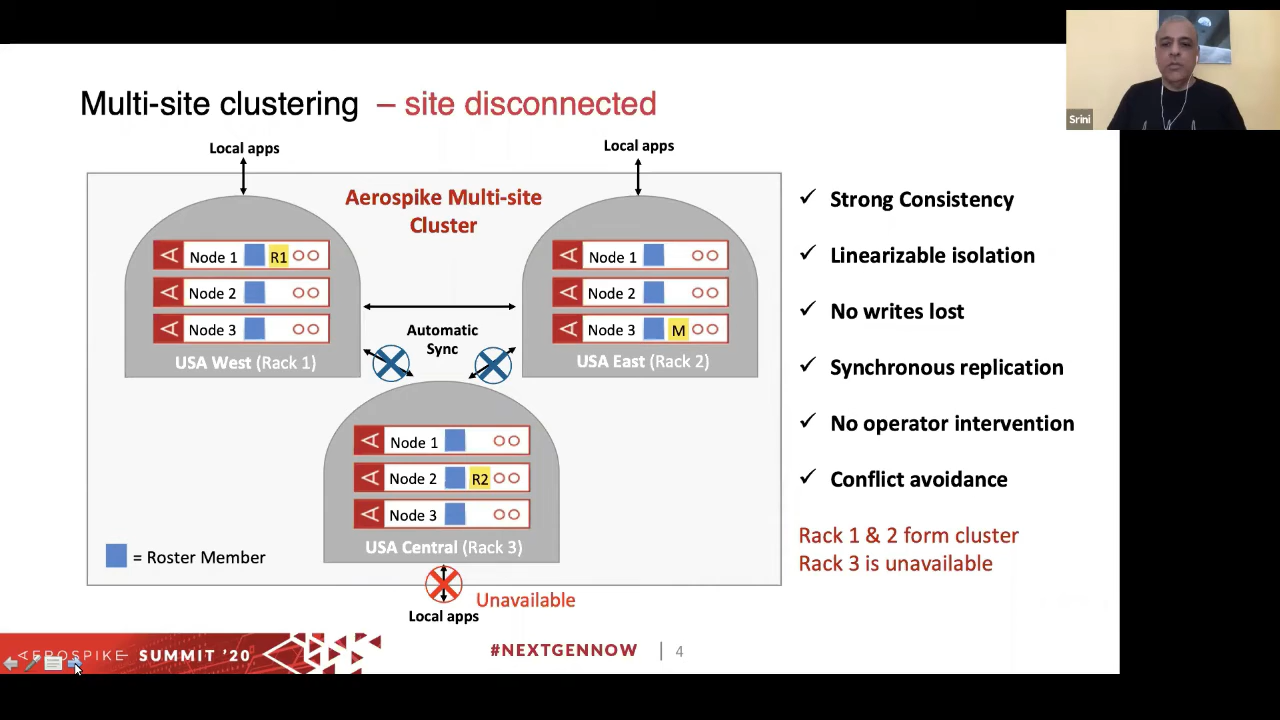 Srini
Multi-site clustering – site disconnected
Local apps
Local apps
Aerospike Multi-site
Cluster
Node 1 R1
Node 2
Node 3
USA West (Rack 1)
Node 1
Node 2
Node 3 M
USA East (Rack 2)
Automatic
Sync
Node 1
Node 2 R2
Node 3
USA Central (Rack 3)
= Roster Member
Unavailable
Local apps
✓ Strong Consistency
✓ Linearizable isolation
✓ No writes lost
✓ Synchronous replication
✓ No operator intervention
✓ Conflict avoidance
Rack 1 & 2 form cluster
Rack 3 is unavailable
AEROSPIKE SUMMIT '20
#NEXTGENNOW | 4